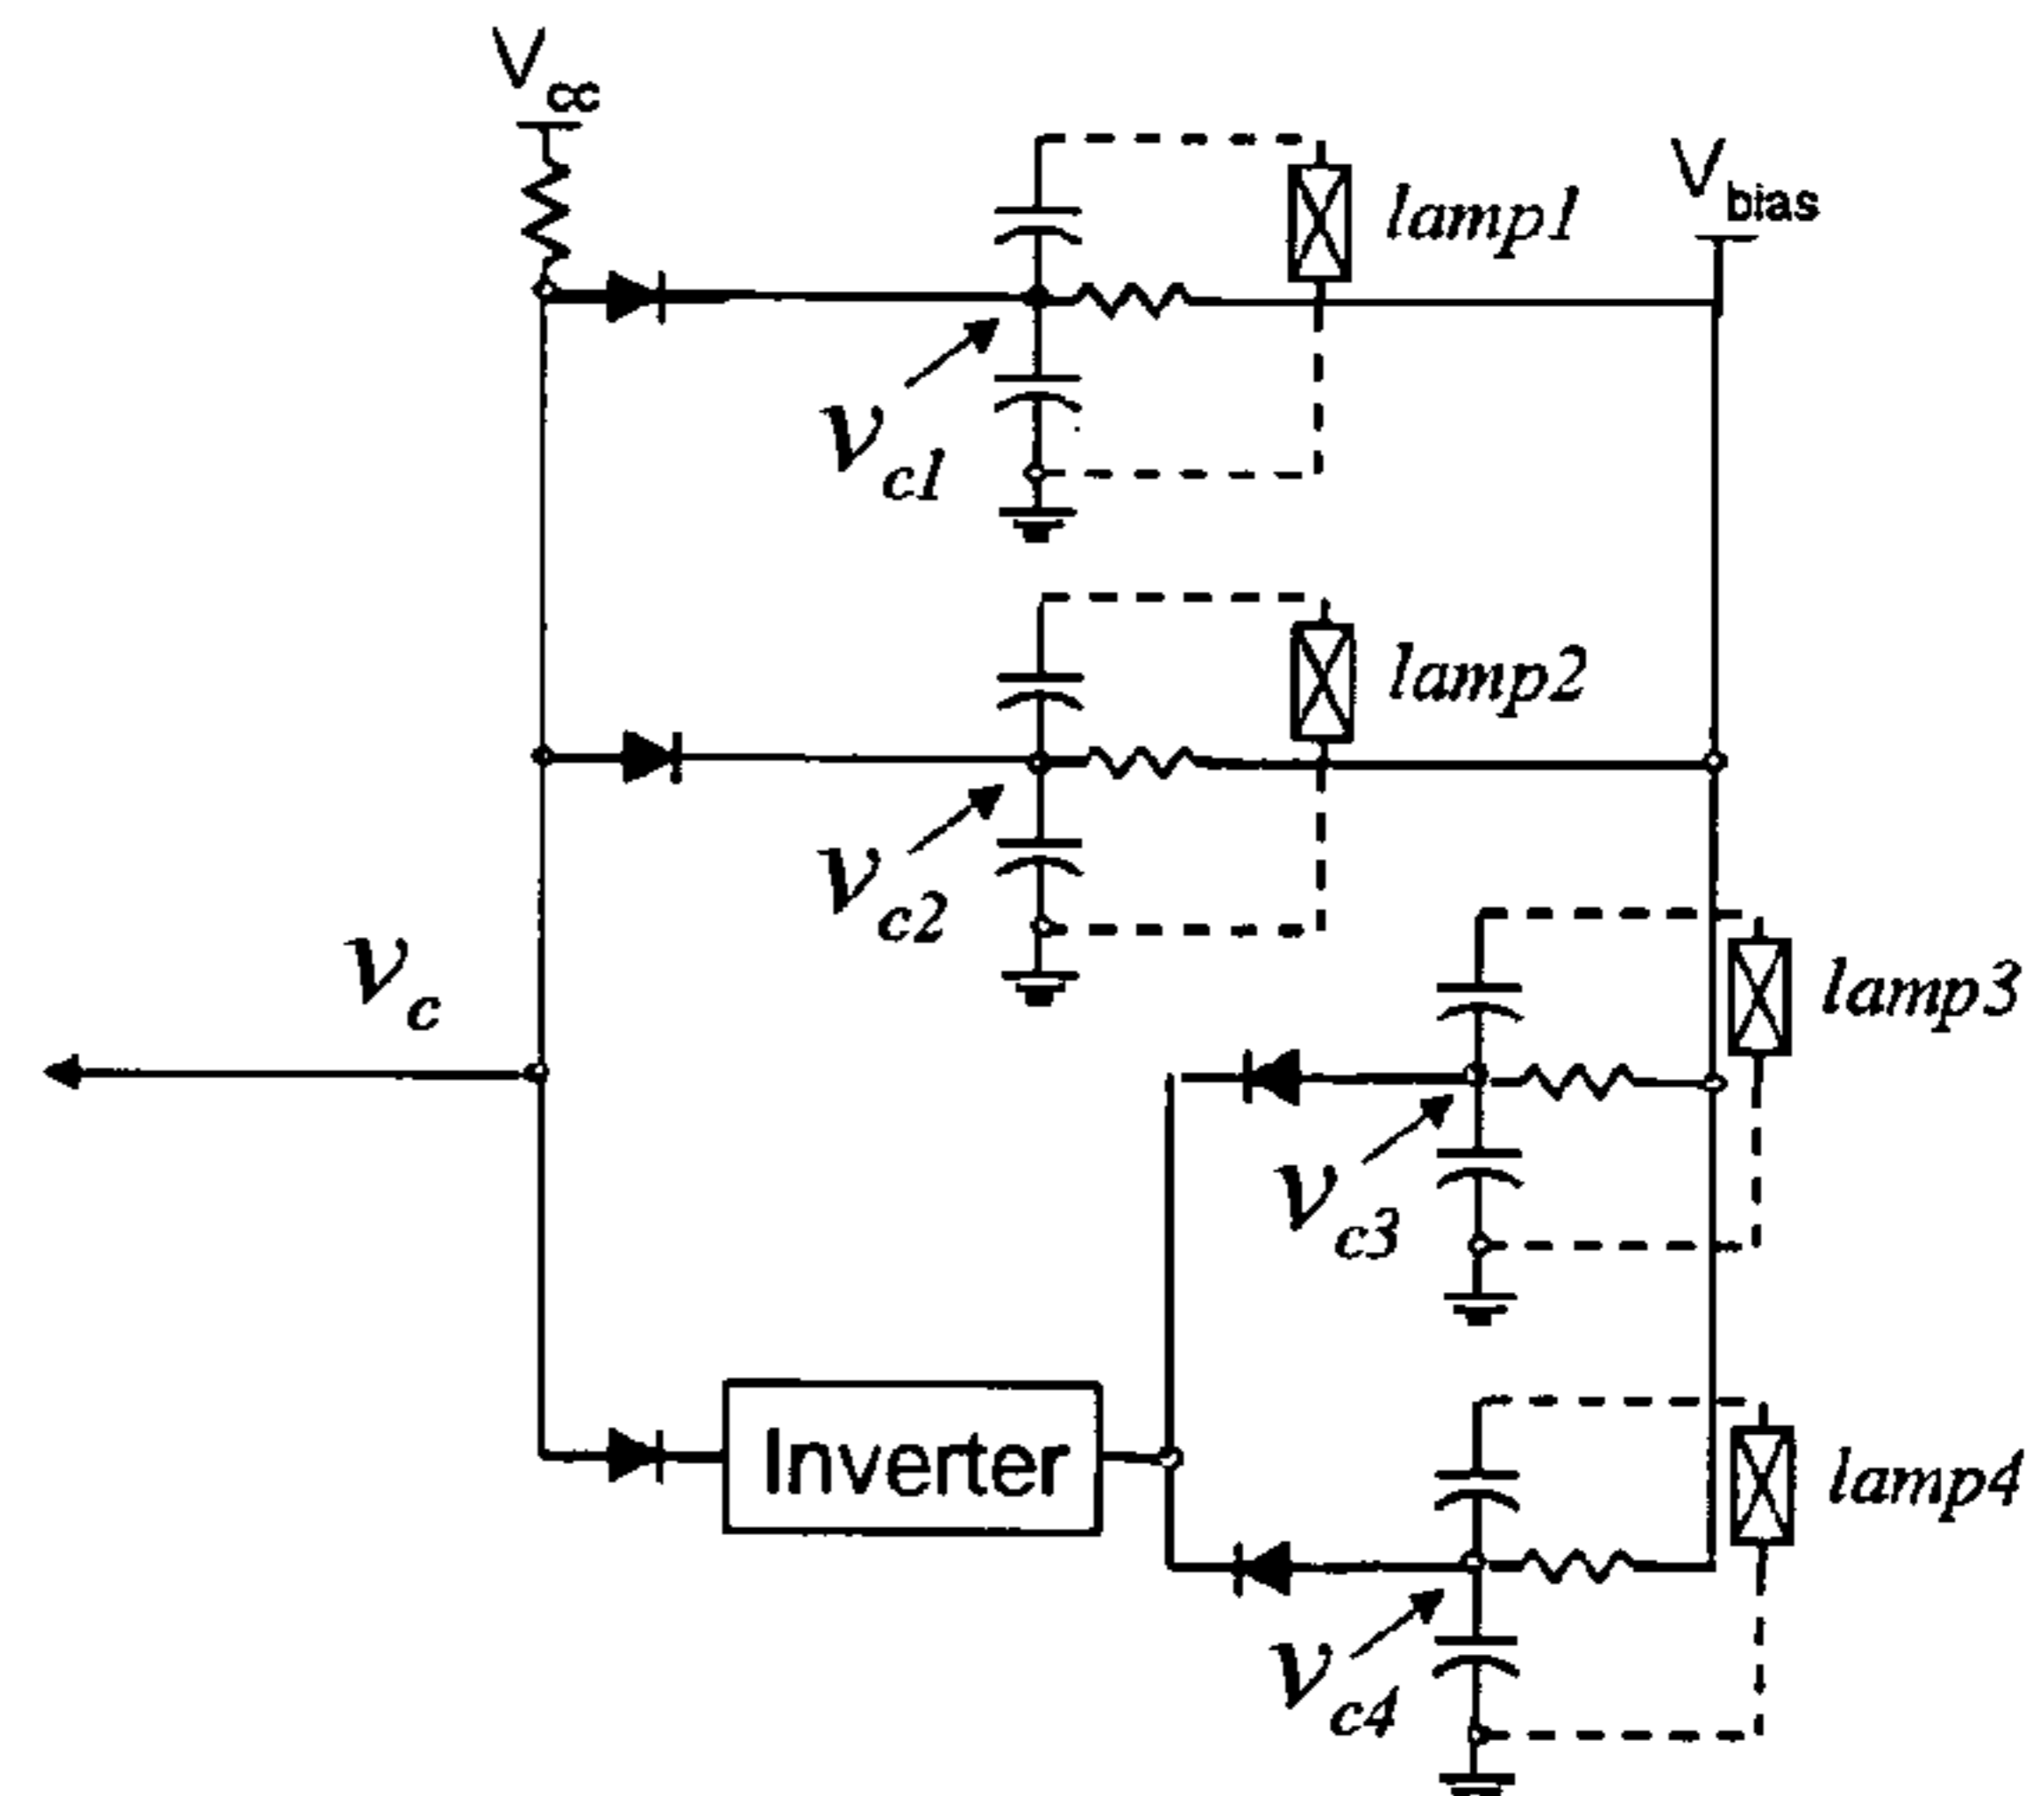 Vcc
Vbias
lamp1
vc1
lamp2
vc2
vc
lamp3
vc3
Inverter
lamp4
vc4